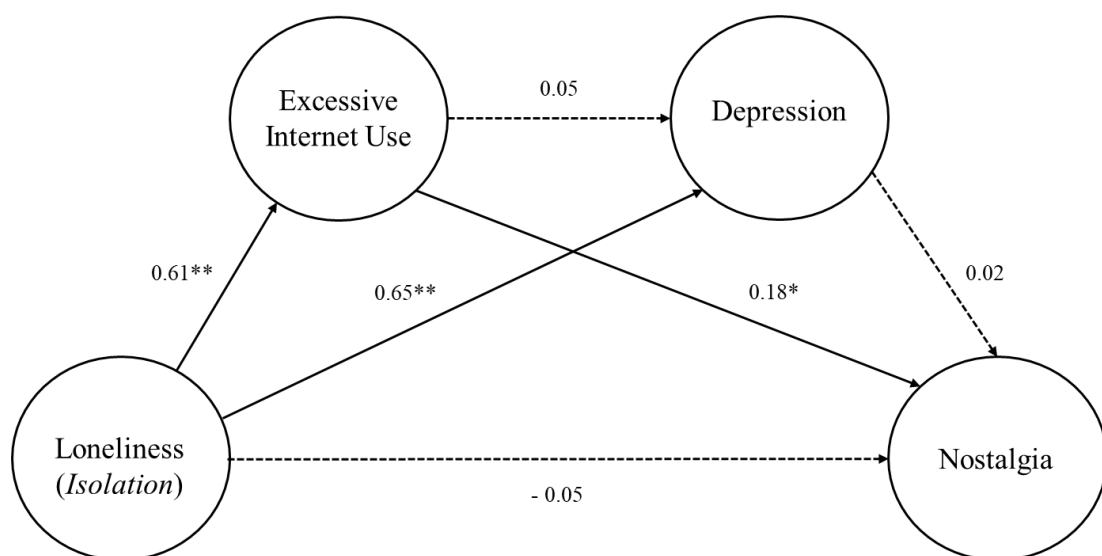 Excessive
Internet Use
0.05
Depression
0.61**
0.65**
0.18*
0.02
Loneliness
(Isolation)
- 0.05
Nostalgia